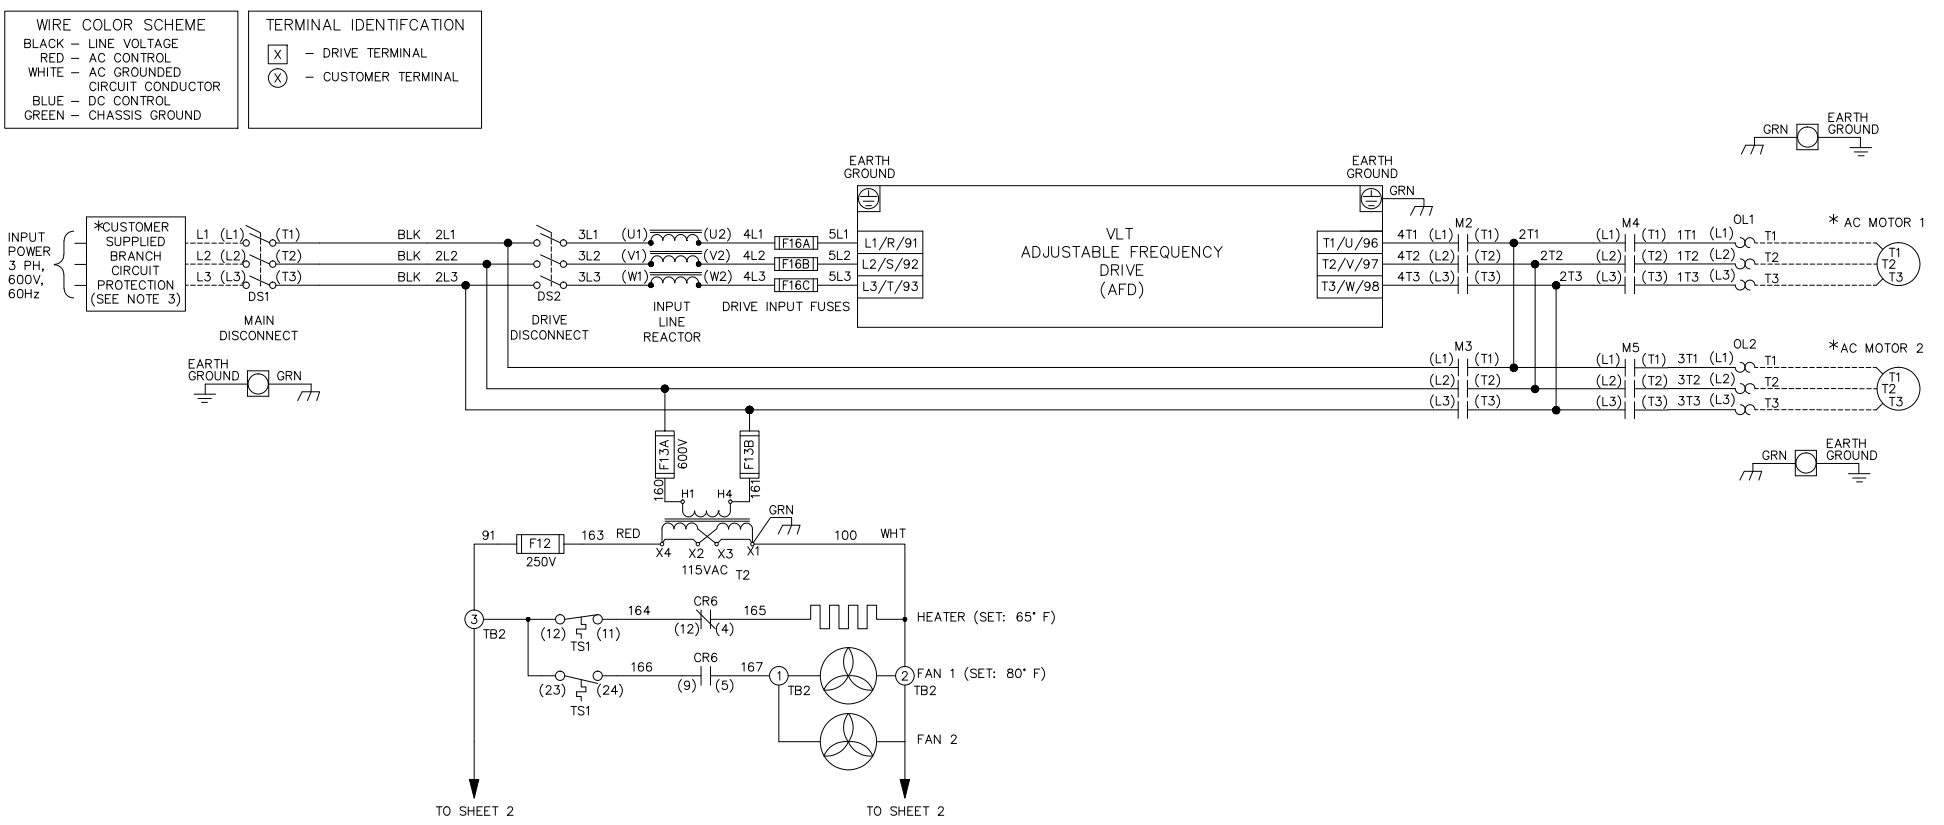 WIRE COLOR SCHEME
BLACK – LINE VOLTAGE
RED – AC CONTROL
WHITE – AC GROUNDED
CIRCUIT CONDUCTOR
BLUE – DC CONTROL
GREEN – CHASSIS GROUND
TERMINAL IDENTIFCATION
X – DRIVE TERMINAL
X – CUSTOMER TERMINAL
INPUT
POWER
3 PH,
600V,
60Hz
*CUSTOMER
SUPPLIED
BRANCH
CIRCUIT
PROTECTION
(SEE NOTE 3)
L1 (L1) (T1) BLK 2L1 3L1 (U1) (U2) 4L1 F16A 5L1 L1/R/91
L2 (L2) (T2) BLK 2L2 3L2 (V1) (V2) 4L2 F16B 5L2 L2/S/92
L3 (L3) (T3) BLK 2L3 3L3 (W1) (W2) 4L3 F16C 5L3 L3/T/93
DS1
MAIN
DISCONNECT
DS2
DRIVE
DISCONNECT
INPUT
LINE
REACTOR
DRIVE INPUT FUSES
EARTH
GROUND
GRN
EARTH
GROUND
VLT
ADJUSTABLE FREQUENCY
DRIVE
(AFD)
EARTH
GROUND
GRN
GRN
EARTH
GROUND
M2 M4 OL1 * AC MOTOR 1
T1/U/96 4T1 (L1) (T1) 2T1 (L1) (T1) 1T1 (L1) T1
T2/V/97 4T2 (L2) (T2) 2T2 (L2) (T2) 1T2 (L2) T2
T3/W/98 4T3 (L3) (T3) 2T3 (L3) (T3) 1T3 (L3) T3
T1
T2
T3
M3 M5 OL2 *AC MOTOR 2
(L1) (T1) (L1) (T1) 3T1 (L1) T1
(L2) (T2) (L2) (T2) 3T2 (L2) T2
(L3) (T3) (L3) (T3) 3T3 (L3) T3
T1
T2
T3
GRN
EARTH
GROUND
F13A
600V
F13B
160
161
H1 H4
GRN
91 F12 163 RED
250V
X4 X2 X3 X1
100 WHT
115VAC T2
3
TB2
(12) (11)
TS1
164
CR6
(12) (4)
165
HEATER (SET: 65° F)
(23) (24)
TS1
166
CR6
(9) (5)
167
1
TB2
2
TB2
FAN 1 (SET: 80° F)
FAN 2
TO SHEET 2
TO SHEET 2